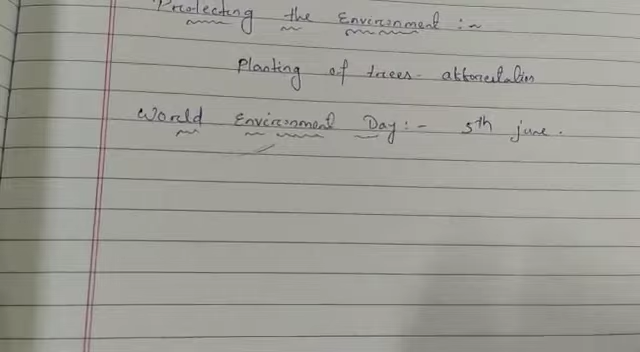 Protecting the Environment :~
Planting of trees - afforestation
World Environment Day :- 5th june.